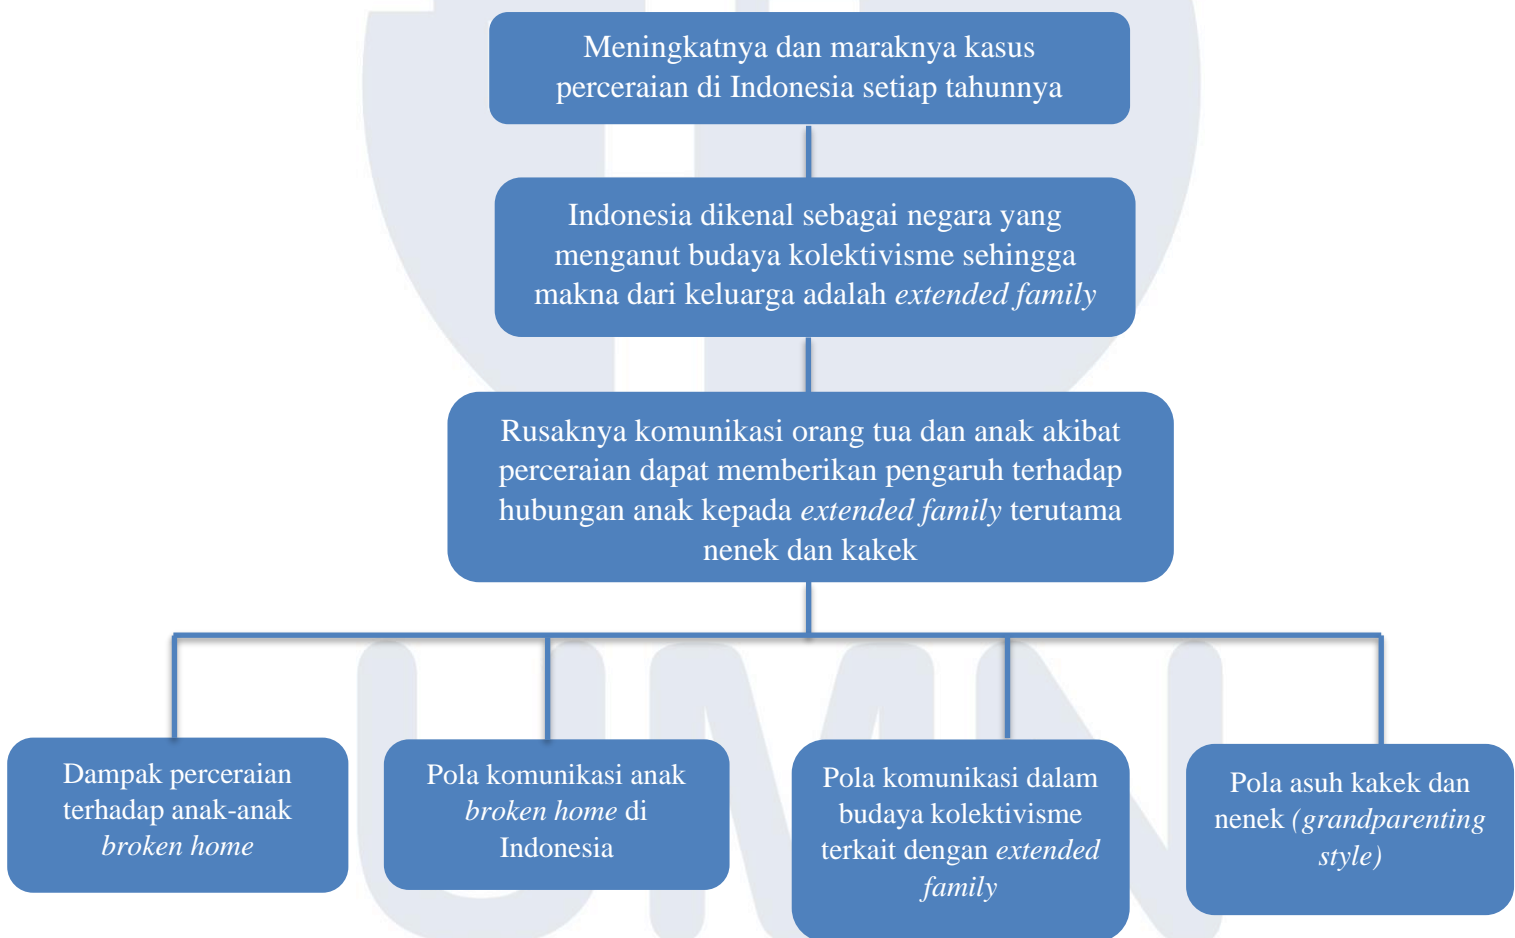 Meningkatnya dan maraknya kasus
perceraian di Indonesia setiap tahunnya
Indonesia dikenal sebagai negara yang
menganut budaya kolektivisme sehingga
makna dari keluarga adalah extended family
Rusaknya komunikasi orang tua dan anak akibat
perceraian dapat memberikan pengaruh terhadap
hubungan anak kepada extended family terutama
nenek dan kakek
Dampak perceraian
terhadap anak-anak
broken home
Pola komunikasi anak
broken home di
Indonesia
Pola komunikasi dalam
budaya kolektivisme
terkait dengan extended
family
Pola asuh kakek dan
nenek (grandparenting
style)
UMN